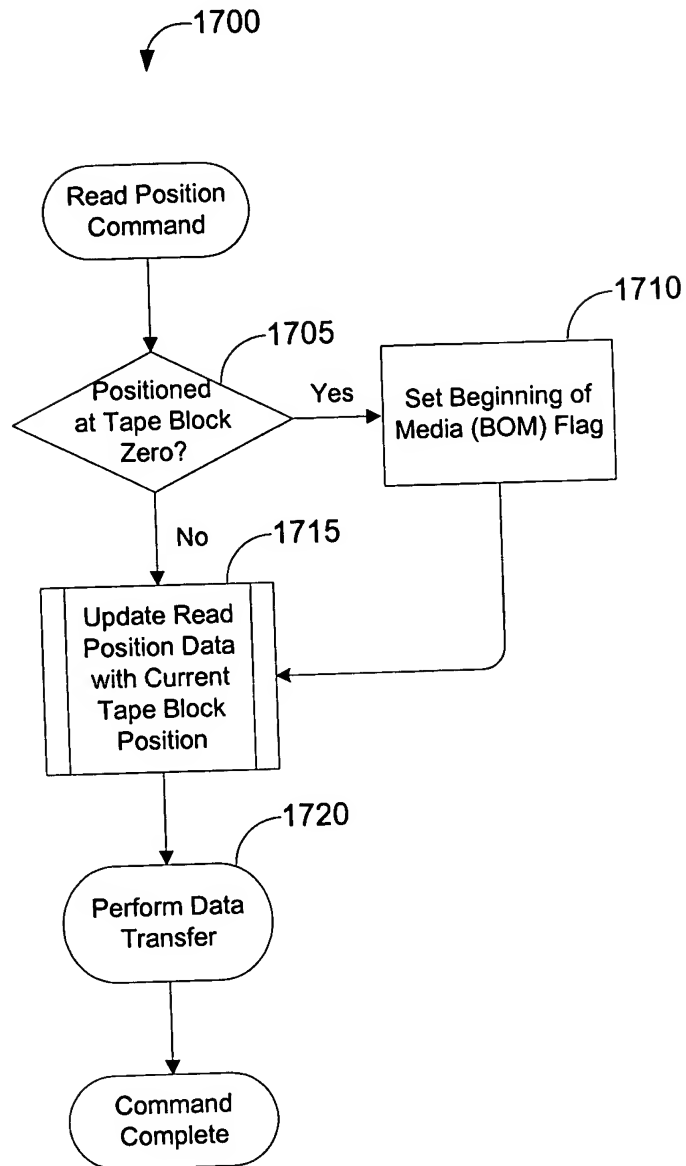 1700
Read Position
Command
1705
Positioned
at Tape Block
Zero?
Yes
1710
Set Beginning of
Media (BOM) Flag
No
1715
Update Read
Position Data
with Current
Tape Block
Position
1720
Perform Data
Transfer
Command
Complete